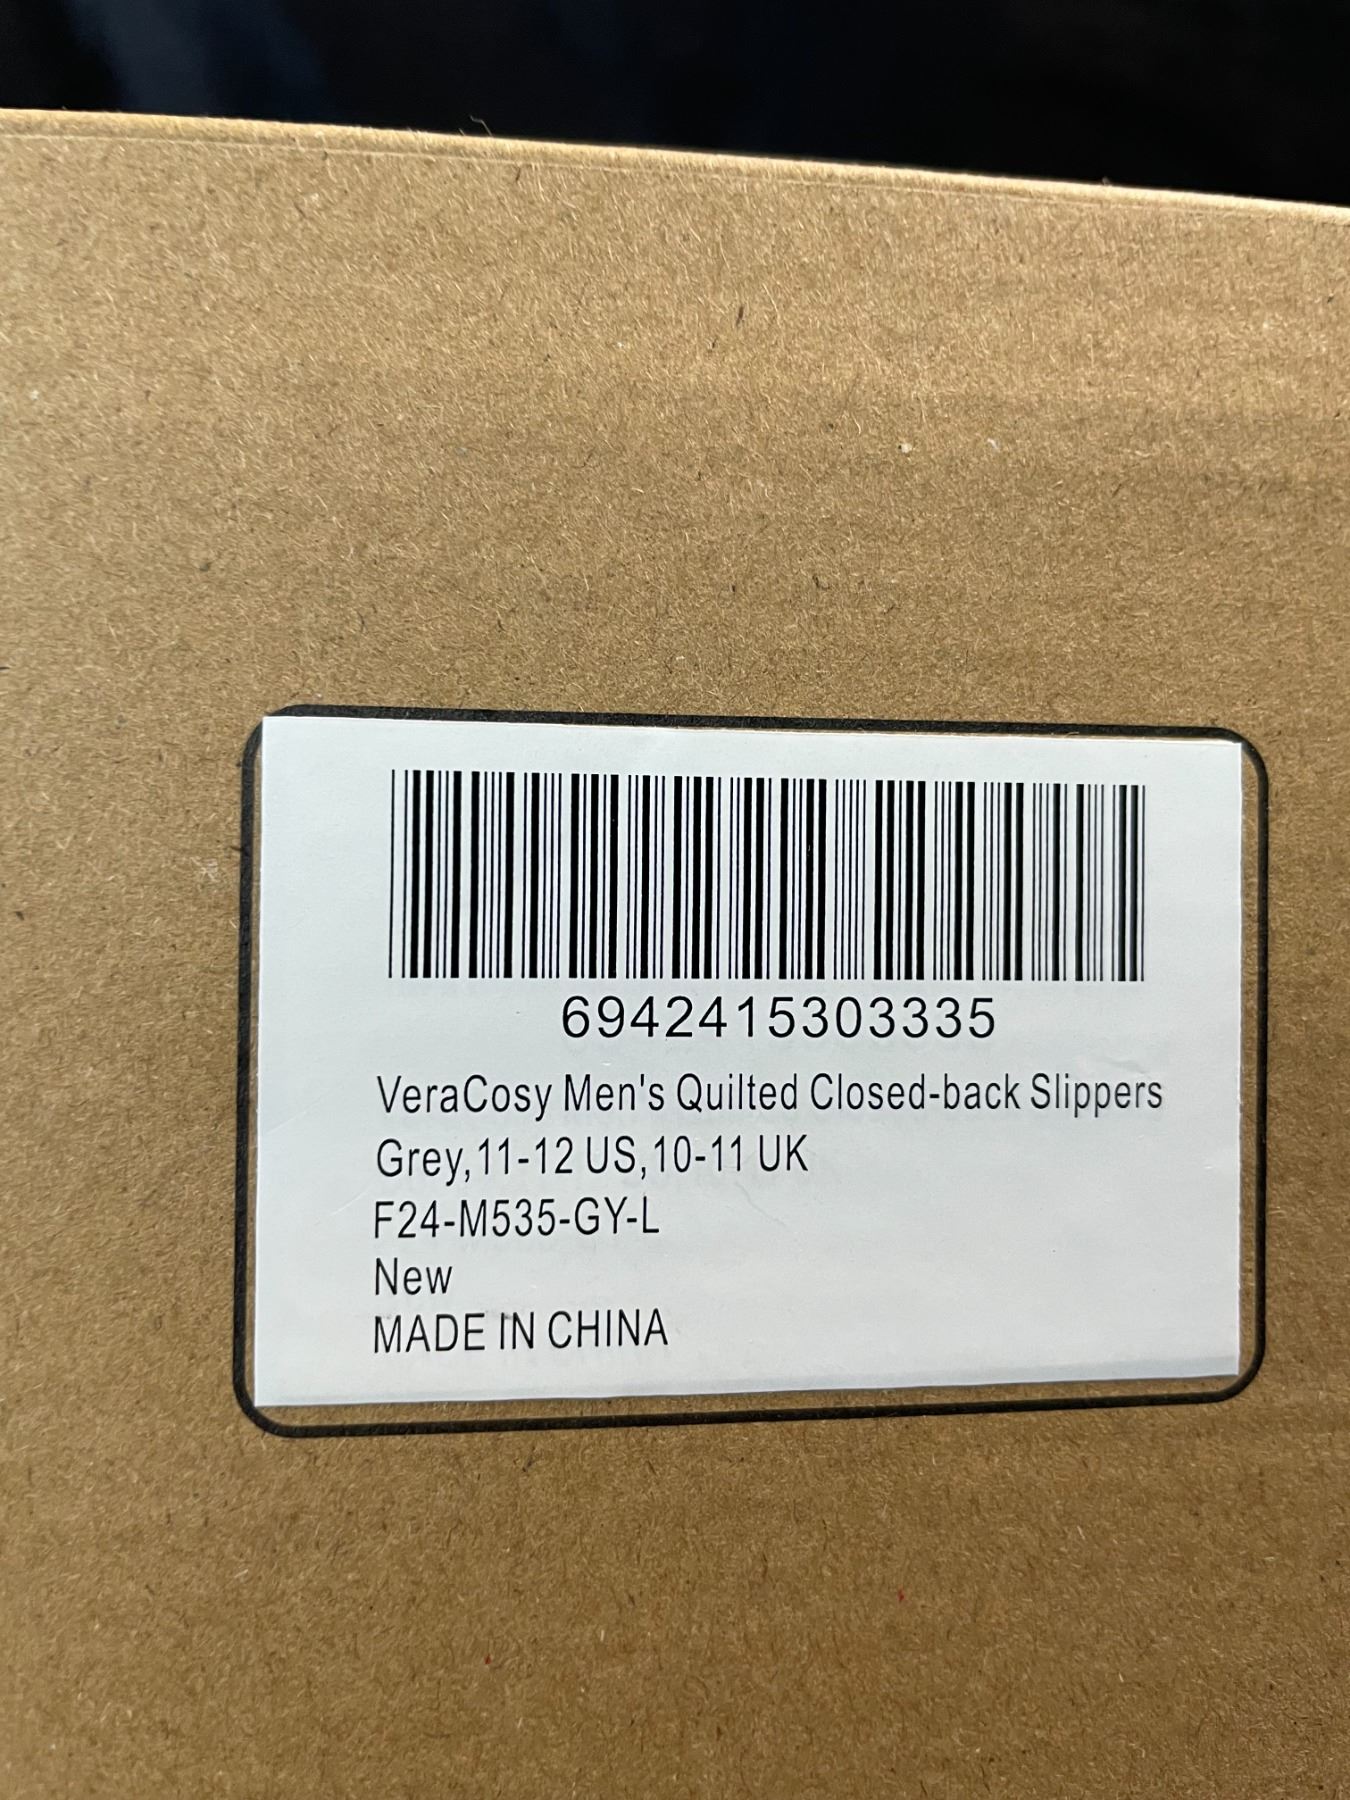 6942415303335
VeraCosy Men's Quilted Closed-back Slippers
Grey,11-12 US,10-11 UK
F24-M535-GY-L
New
MADE IN CHINA